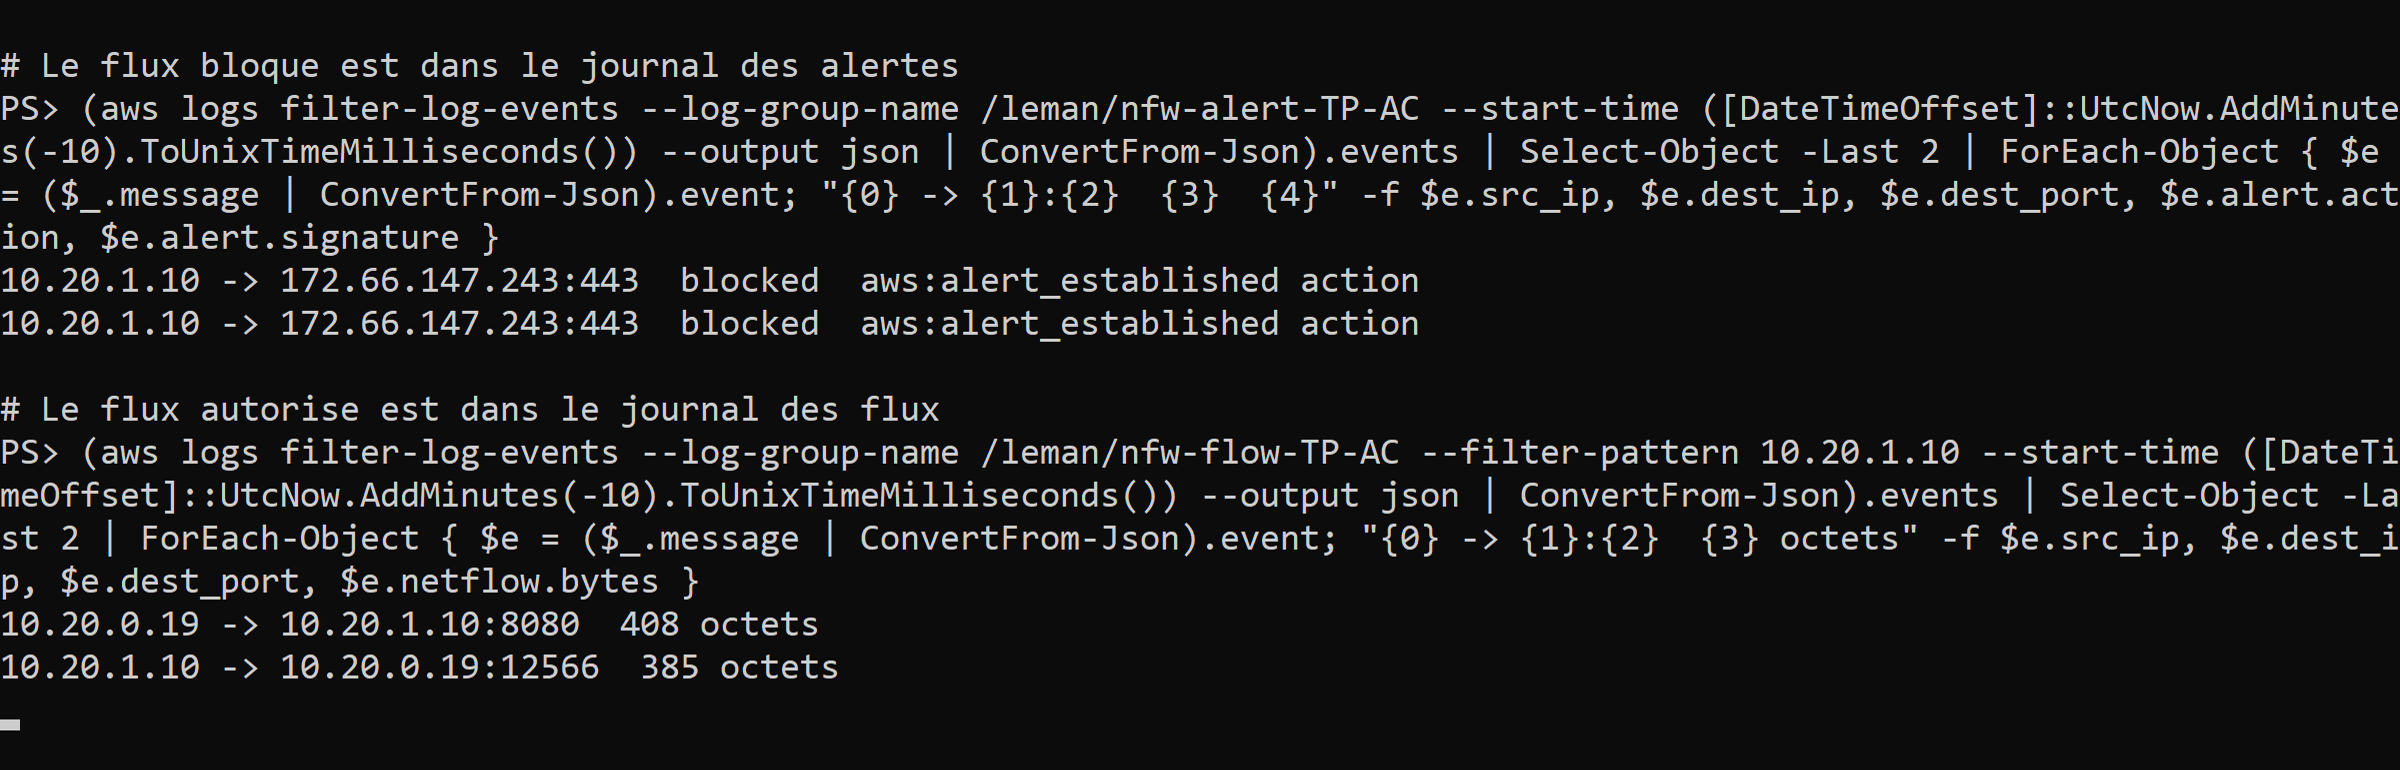 # Le flux bloque est dans le journal des alertes
PS> (aws logs filter-log-events --log-group-name /leman/nfw-alert-TP-AC --start-time ([DateTimeOffset]::UtcNow.AddMinute
s(-10).ToUnixTimeMilliseconds()) --output json | ConvertFrom-Json).events | Select-Object -Last 2 | ForEach-Object { $e
= ($_.message | ConvertFrom-Json).event; "{0} -> {1}:{2}  {3}  {4}" -f $e.src_ip, $e.dest_ip, $e.dest_port, $e.alert.act
ion, $e.alert.signature }
10.20.1.10 -> 172.66.147.243:443  blocked  aws:alert_established action
10.20.1.10 -> 172.66.147.243:443  blocked  aws:alert_established action
# Le flux autorise est dans le journal des flux
PS> (aws logs filter-log-events --log-group-name /leman/nfw-flow-TP-AC --filter-pattern 10.20.1.10 --start-time ([DateTi
meOffset]::UtcNow.AddMinutes(-10).ToUnixTimeMilliseconds()) --output json | ConvertFrom-Json).events | Select-Object -La
st 2 | ForEach-Object { $e = ($_.message | ConvertFrom-Json).event; "{0} -> {1}:{2}  {3} octets" -f $e.src_ip, $e.dest_i
p, $e.dest_port, $e.netflow.bytes }
10.20.0.19 -> 10.20.1.10:8080  408 octets
10.20.1.10 -> 10.20.0.19:12566  385 octets